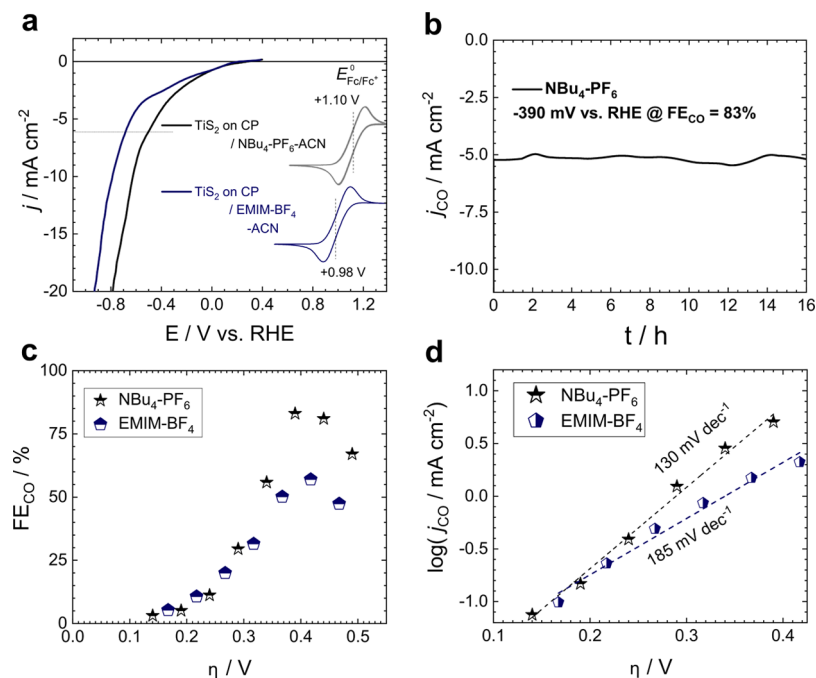 a
0
-5
-10
-15
-20
j / mA cm⁻²
-0.8
-0.4
0.0
0.4
0.8
1.2
E / V vs. RHE
E⁰Fc/Fc⁺
+1.10 V
TiS₂ on CP
/ NBu₄-PF₆-ACN
TiS₂ on CP
/ EMIM-BF₄
-ACN
+0.98 V
b
0.0
-2.5
-5.0
-7.5
-10.0
jCO / mA cm⁻²
NBu₄-PF₆
-390 mV vs. RHE @ FECO = 83%
0
2
4
6
8
10
12
14
16
t / h
c
100
75
50
25
0
FECO / %
NBu₄-PF₆
EMIM-BF₄
0.0
0.1
0.2
0.3
0.4
0.5
η / V
d
1.0
0.5
0.0
-0.5
-1.0
log( jCO / mA cm⁻²)
NBu₄-PF₆
EMIM-BF₄
130 mV dec⁻¹
185 mV dec⁻¹
0.1
0.2
0.3
0.4
η / V